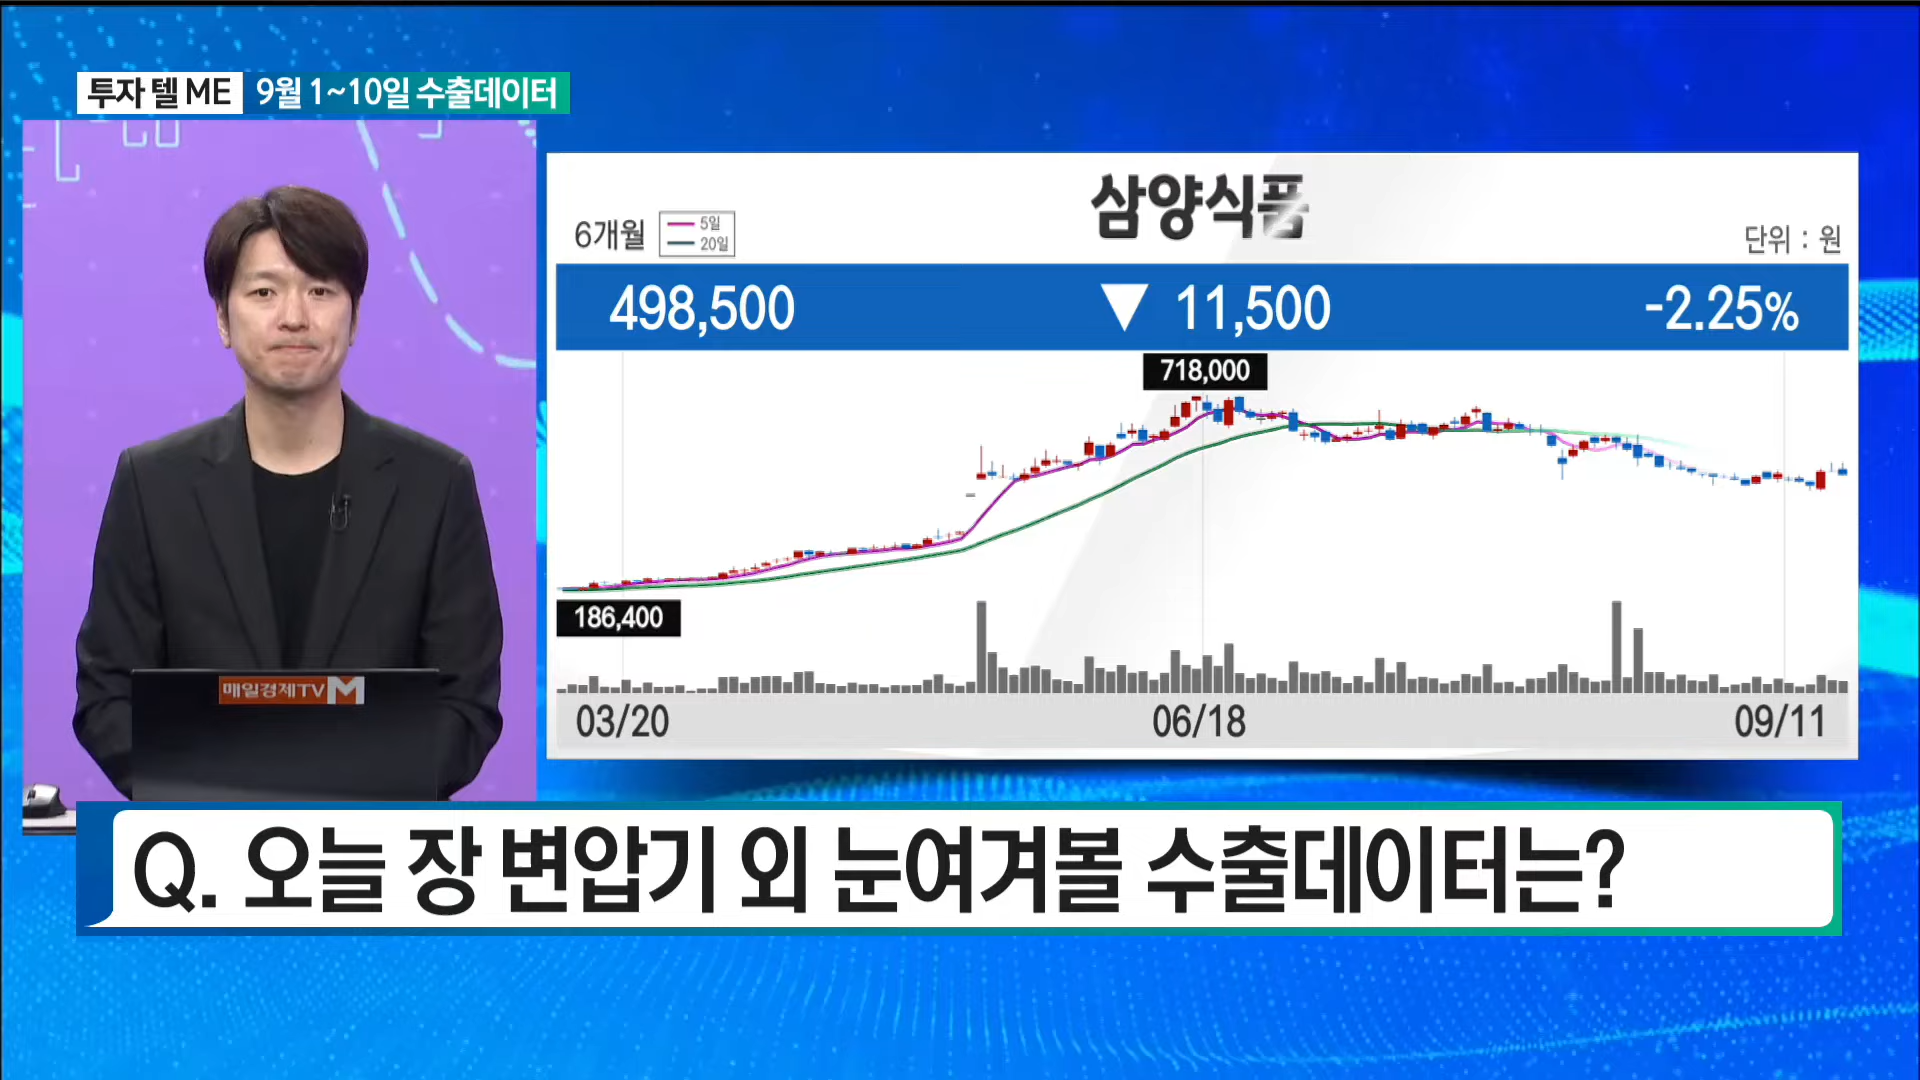 투자 텔 ME 9월 1~10일 수출데이터
삼양식품
6개월
5일
20일
단위 : 원
498,500 ▼ 11,500 -2.25%
718,000
186,400
03/20 06/18 09/11
매일경제TV M
Q. 오늘 장 변압기 외 눈여겨볼 수출데이터는?